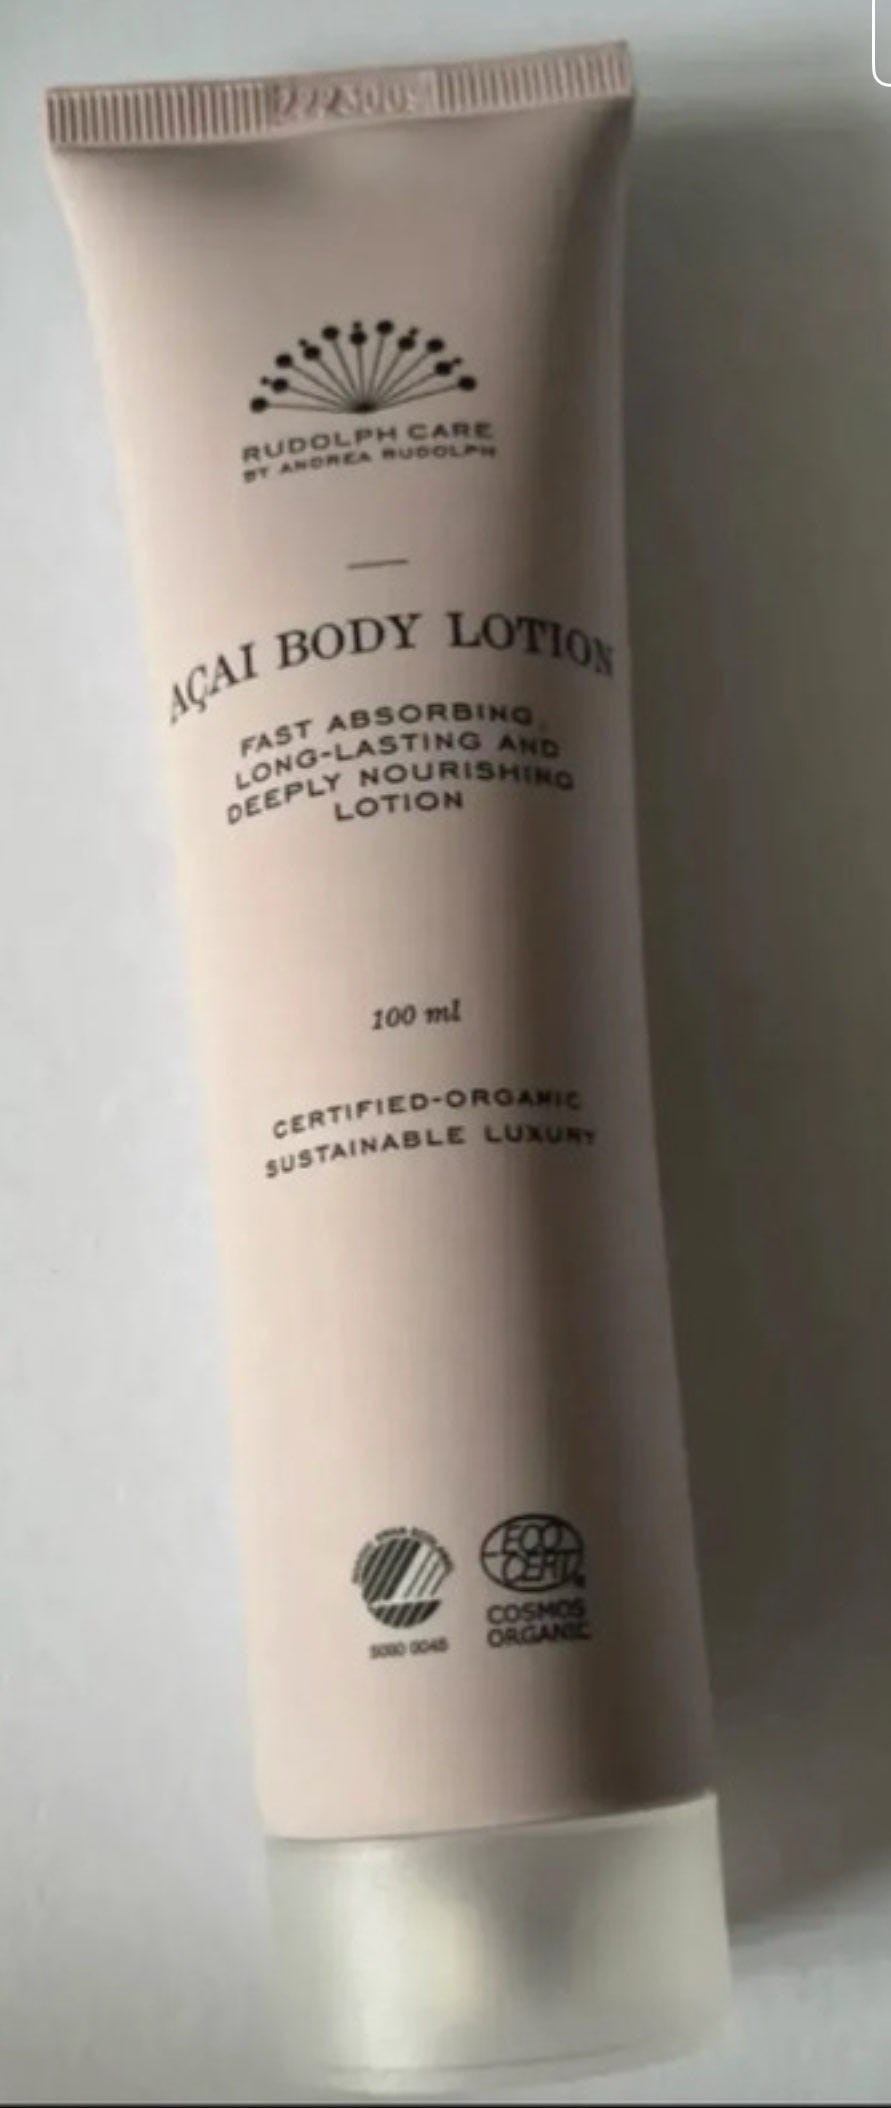 RUDOLPH CARE
BY ANDREA RUDOLPH
AÇAI BODY LOTION
FAST ABSORBING,
LONG-LASTING AND
DEEPLY NOURISHING
LOTION
100 ml
CERTIFIED-ORGANIC
SUSTAINABLE LUXURY
ECO
CERT
COSMOS
ORGANIC